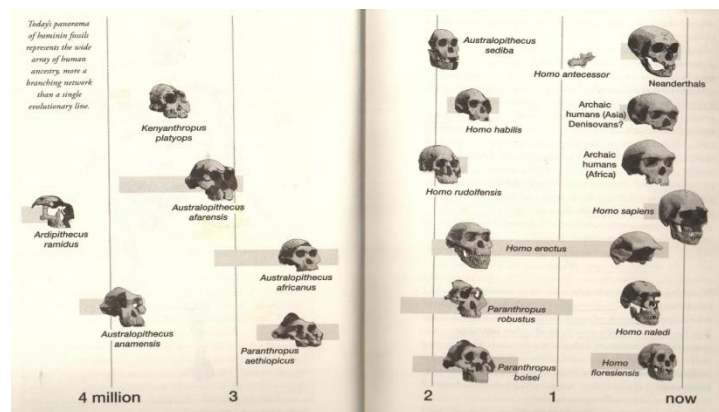 Today's panorama
of hominin fossils
represents the wide
array of human
ancestry, more a
branching network
than a single
evolutionary line.
Kenyanthropus
platyops
Australopithecus
afarensis
Ardipithecus
ramidus
Australopithecus
africanus
Australopithecus
anamensis
Paranthropus
aethiopicus
4 million
3
Australopithecus
sediba
Homo antecessor
Neanderthals
Homo habilis
Archaic
humans (Asia)
Denisovans?
Homo rudolfensis
Archaic
humans
(Africa)
Homo sapiens
Homo erectus
Paranthropus
robustus
Homo naledi
Paranthropus
boisei
Homo
floresiensis
2
1
now